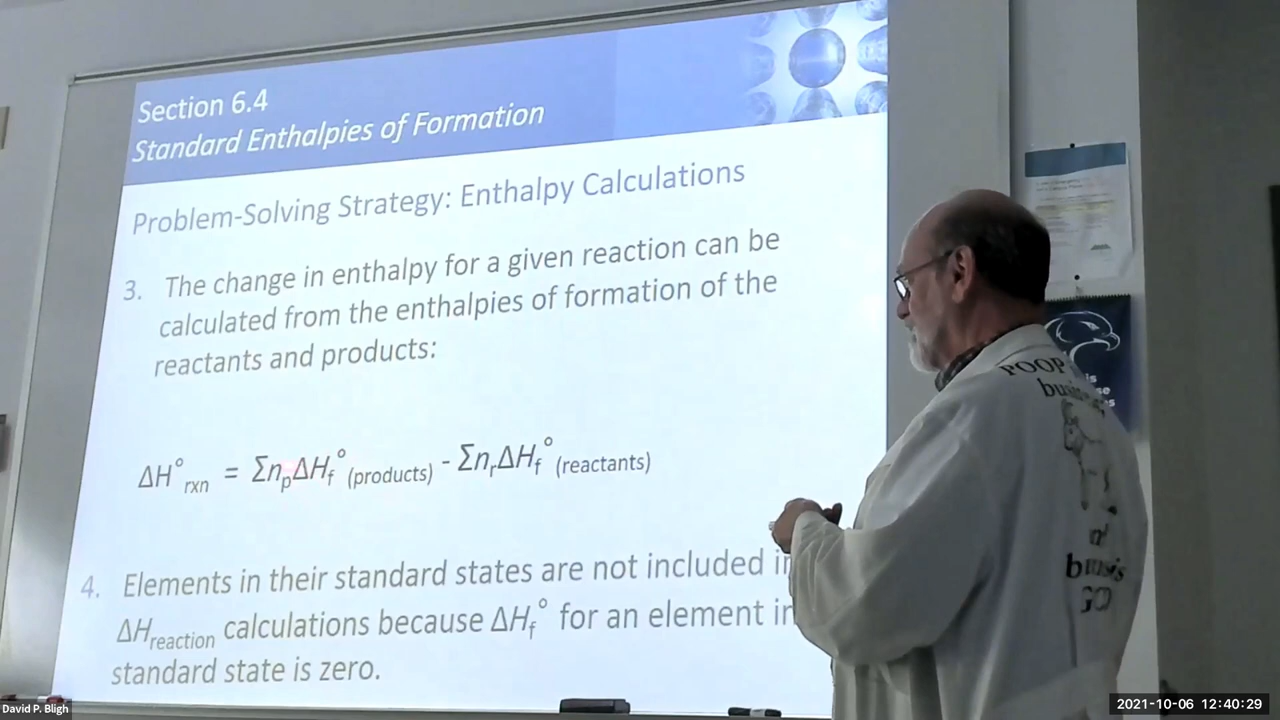 Section 6.4
Standard Enthalpies of Formation
Problem-Solving Strategy: Enthalpy Calculations
3. The change in enthalpy for a given reaction can be
calculated from the enthalpies of formation of the
reactants and products:
ΔH°rxn = ΣnpΔHf°(products) - ΣnrΔHf°(reactants)
4. Elements in their standard states are not included
ΔHreaction calculations because ΔHf° for an element in
standard state is zero.
POOP
David P. Bligh
2021-10-06 12:40:29